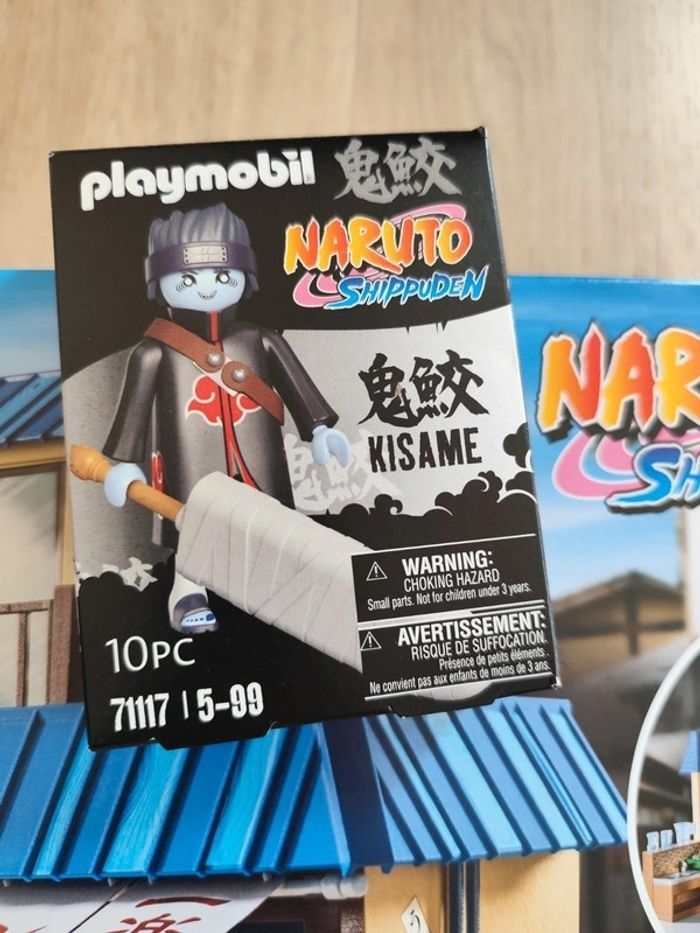 playmobil 鬼鮫
NARUTO
SHIPPUDEN
鬼鮫
KISAME
WARNING:
CHOKING HAZARD
Small parts. Not for children under 3 years.
AVERTISSEMENT:
RISQUE DE SUFFOCATION.
Présence de petits éléments.
Ne convient pas aux enfants de moins de 3 ans.
10PC
71117 | 5-99
NAR
SH
一
楽